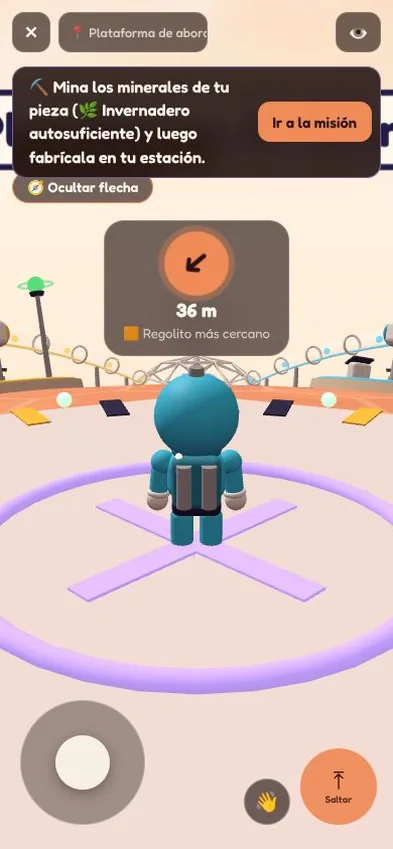 Plataforma de abor
Mina los minerales de tu
pieza (🌿 Invernadero
autosuficiente) y luego
fabrícala en tu estación.
Ir a la misión
Ocultar flecha
36 m
Regolito más cercano
Saltar